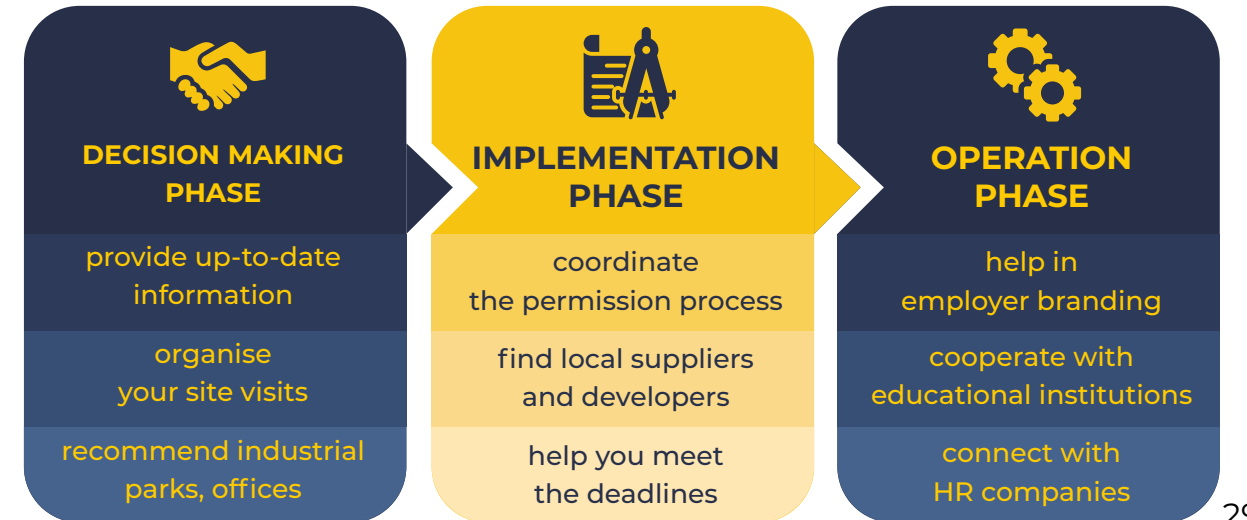 DECISION MAKING
PHASE
provide up-to-date
information
organise
your site visits
recommend industrial
parks, offices
IMPLEMENTATION
PHASE
coordinate
the permission process
find local suppliers
and developers
help you meet
the deadlines
OPERATION
PHASE
help in
employer branding
cooperate with
educational institutions
connect with
HR companies